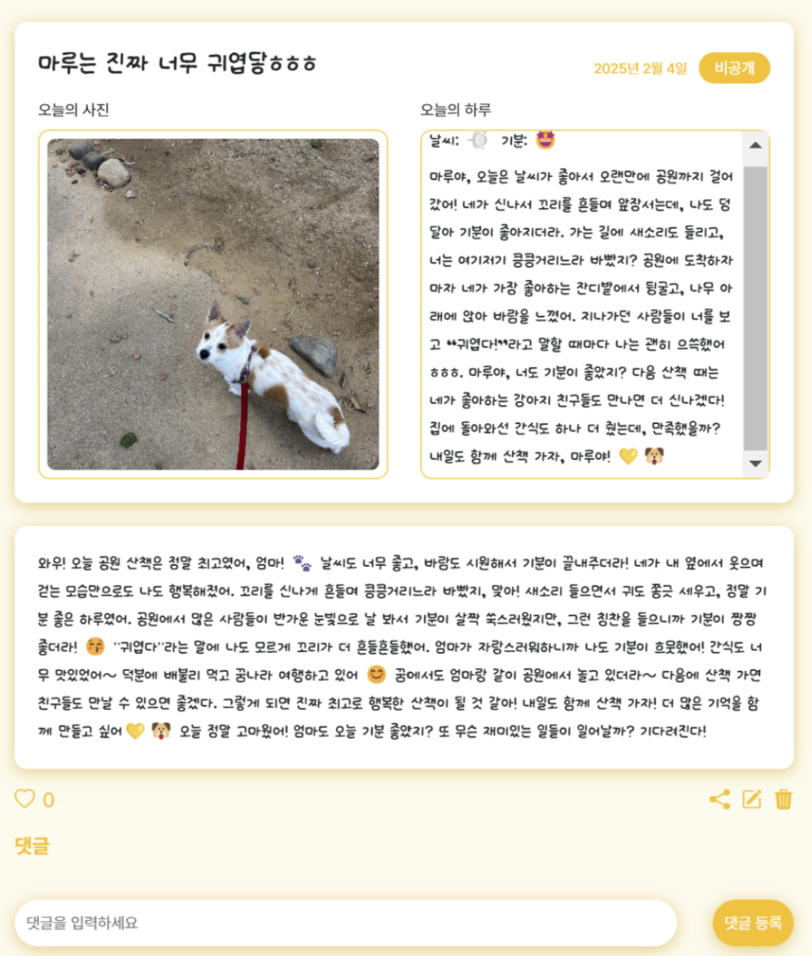 마루는 진짜 너무 귀엽닿ㅎㅎㅎ
2025년 2월 4일
비공개
오늘의 사진
오늘의 하루
날씨: 기분: 🤩
마루야, 오늘은 날씨가 좋아서 오랜만에 공원까지 걸어
갔어! 네가 신나서 꼬리를 흔들며 앞장서는데, 나도 덩
달아 기분이 좋아지더라. 가는 길에 새소리도 들리고,
너는 여기저기 킁킁거리느라 바빴지? 공원에 도착하자
마자 네가 가장 좋아하는 잔디밭에서 뒹굴고, 나무 아
래에 앉아 바람을 느꼈어. 지나가던 사람들이 너를 보
고 “귀엽다!”라고 말할 때마다 나는 괜히 으쓱했어
ㅎㅎㅎ. 마루야, 너도 기분이 좋았지? 다음 산책 때는
네가 좋아하는 강아지 친구들도 만나면 더 신나겠다!
집에 돌아와선 간식도 하나 더 줬는데, 만족했을까?
내일도 함께 산책 가자, 마루야! 💛 🐶
와우! 오늘 공원 산책은 정말 최고였어, 엄마! 🐾 날씨도 너무 좋고, 바람도 시원해서 기분이 끝내주더라! 네가 내 옆에서 웃으며
걷는 모습만으로도 나도 행복해졌어. 꼬리를 신나게 흔들며 킁킁거리느라 바빴지, 맞아! 새소리 들으면서 귀도 쫑긋 세우고, 정말 기
분 좋은 하루였어. 공원에서 많은 사람들이 반가운 눈빛으로 날 봐서 기분이 살짝 쑥스러웠지만, 그런 칭찬을 들으니까 기분이 짱짱
좋더라! 😚 "귀엽다"라는 말에 나도 모르게 꼬리가 더 흔들흔들했어. 엄마가 자랑스러워하니까 나도 기분이 흐뭇했어! 간식도 너
무 맛있었어~ 덕분에 배불리 먹고 꿈나라 여행하고 있어 😊 꿈에서도 엄마랑 같이 공원에서 놀고 있더라~ 다음에 산책 가면
친구들도 만날 수 있으면 좋겠다. 그렇게 되면 진짜 최고로 행복한 산책이 될 것 같아! 내일도 함께 산책 가자! 더 많은 기억을 함
께 만들고 싶어💛 🐶 오늘 정말 고마웠어! 엄마도 오늘 기분 좋았지? 또 무슨 재미있는 일들이 일어날까? 기다려진다!
0
댓글
댓글을 입력하세요
댓글 등록